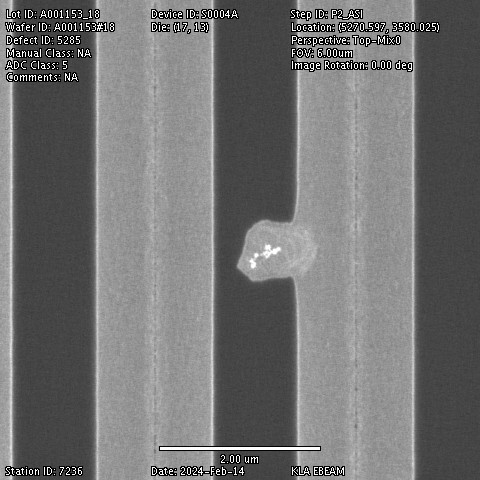 Lot ID: A001153_18
Wafer ID: A001153#18
Defect ID: 5285
Manual Class: NA
ADC Class: 5
Comments: NA
Device ID: S0004A
Die: (17, 13)
Step ID: P2_ASI
Location: (5270.597, 3580.025)
Perspective: Top-Mix0
FOV: 6.00um
Image Rotation: 0.00 deg
2.00 um
Station ID: 7236
Date: 2024-Feb-14
KLA EBEAM